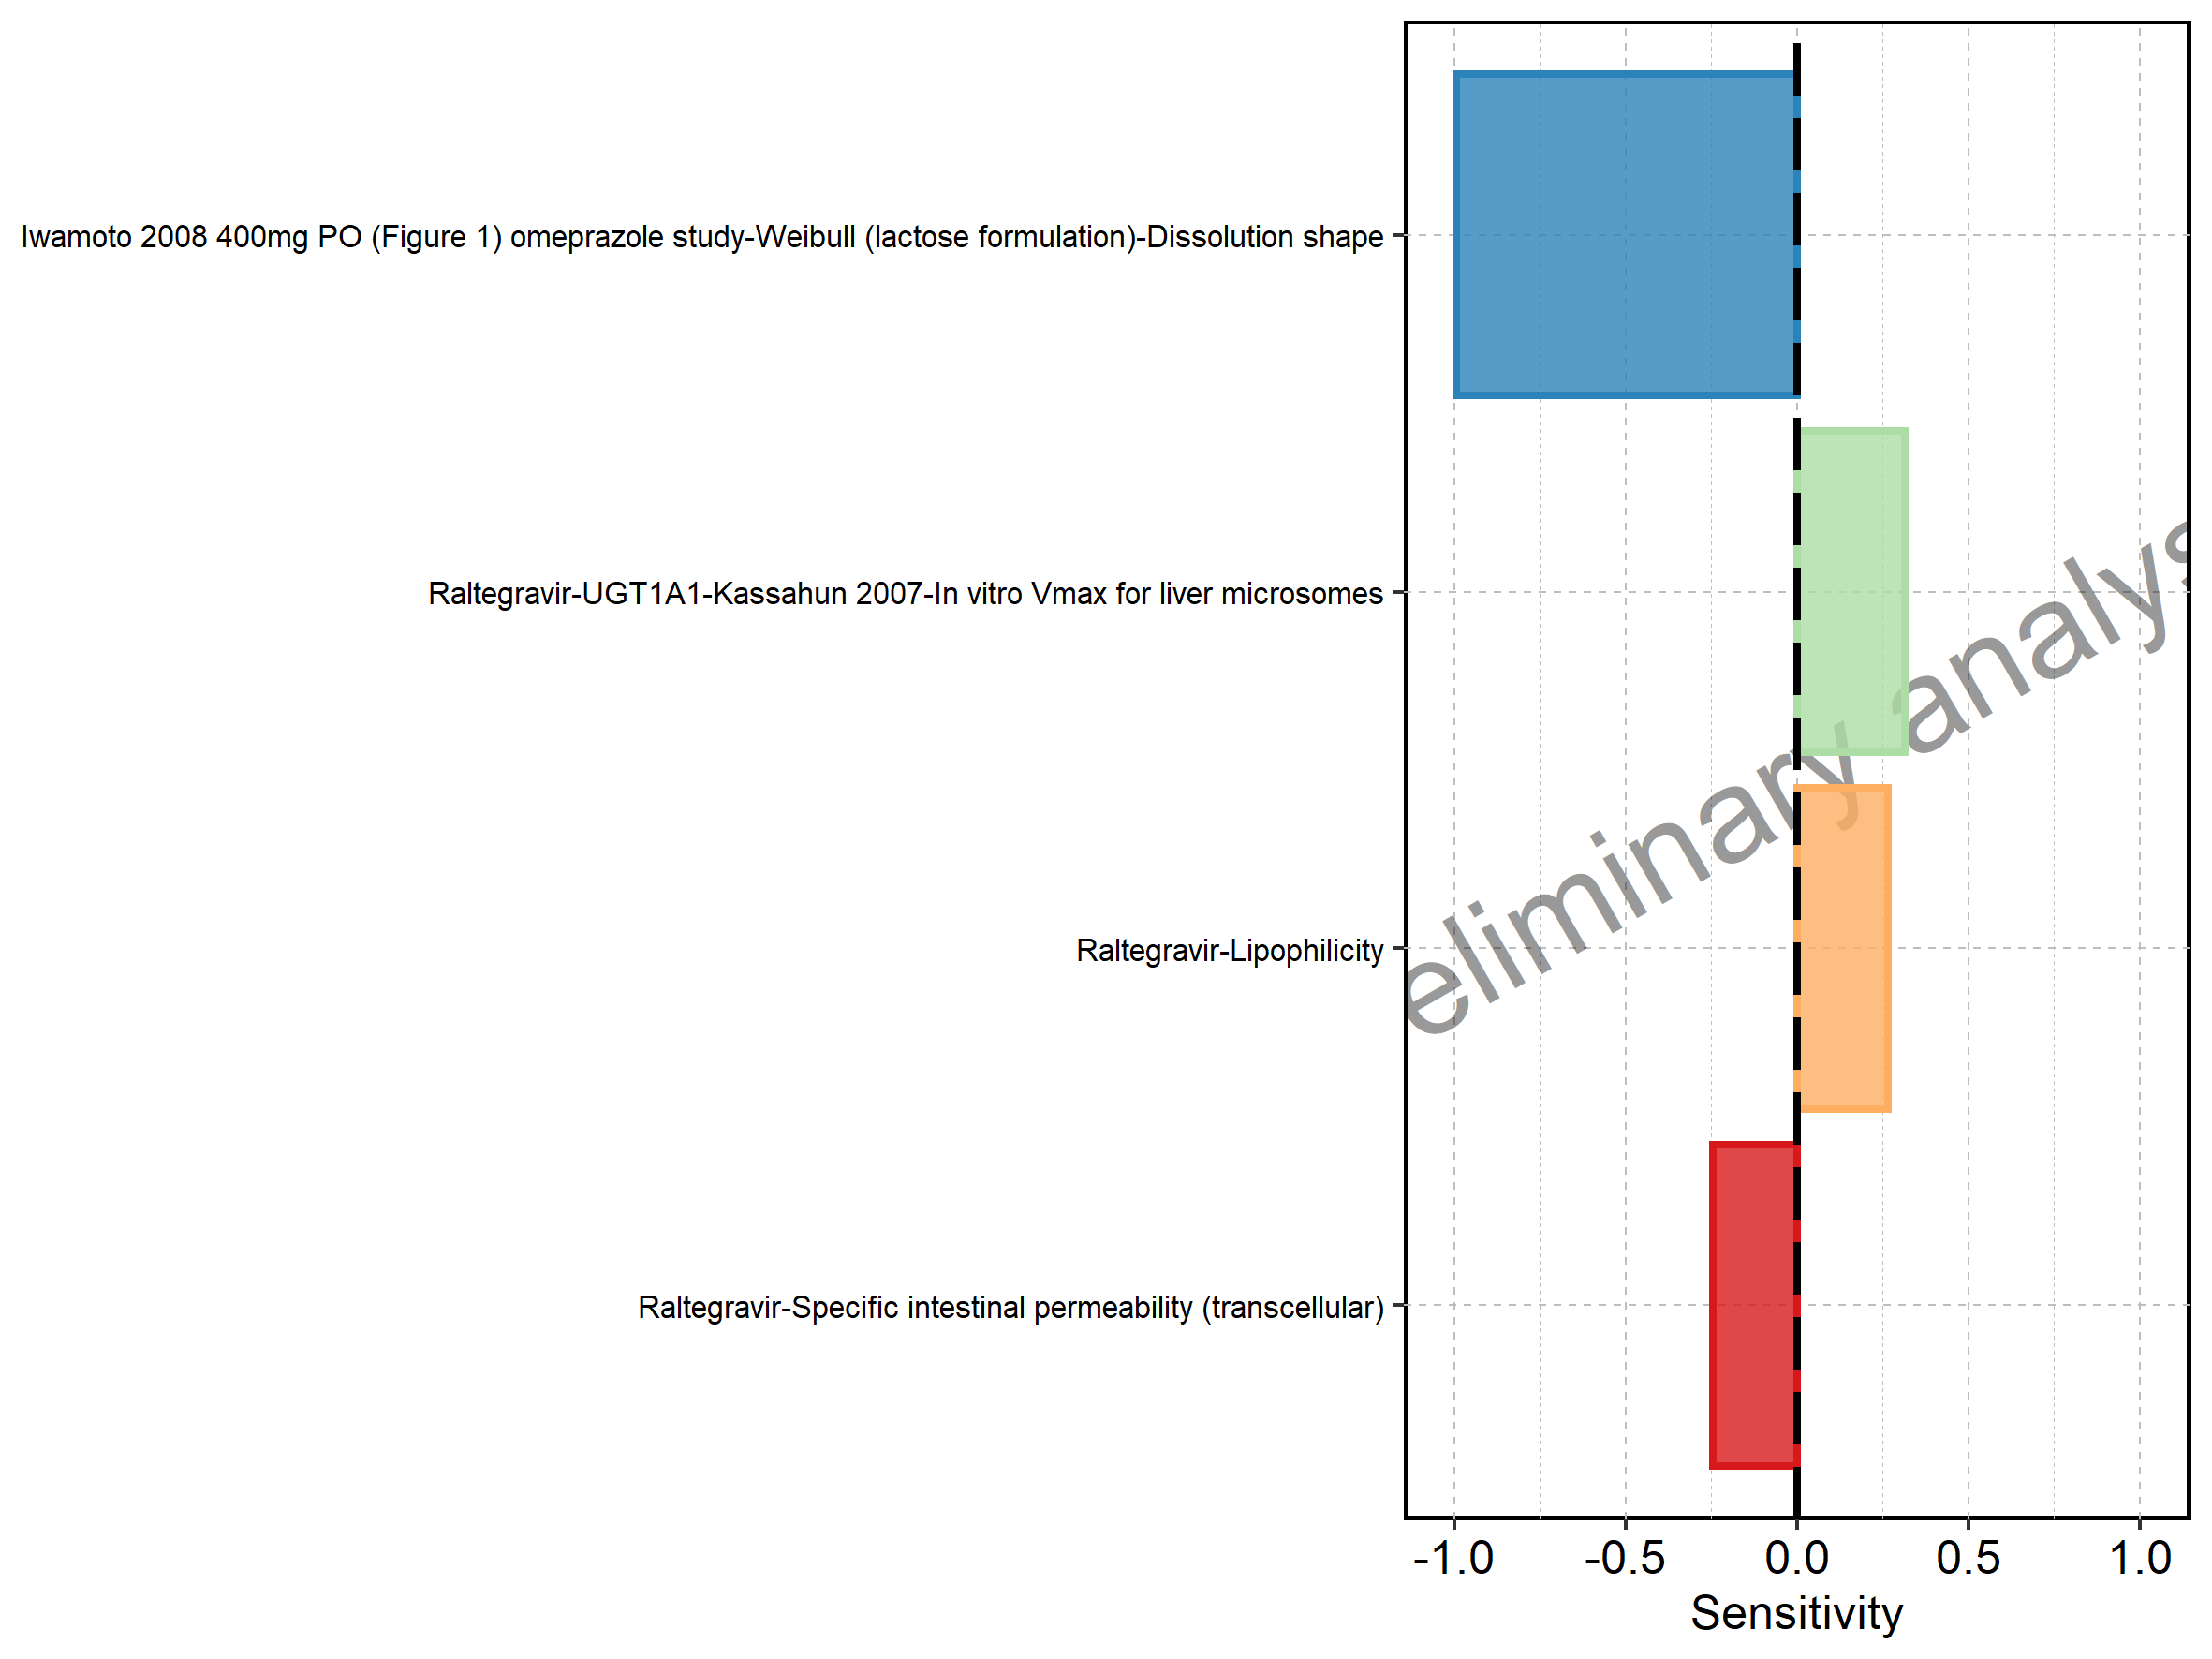 Iwamoto 2008 400mg PO (Figure 1) omeprazole study-Weibull (lactose formulation)-Dissolution shape
Raltegravir-UGT1A1-Kassahun 2007-In vitro Vmax for liver microsomes
Raltegravir-Lipophilicity
Raltegravir-Specific intestinal permeability (transcellular)
eliminary analys
-1.0 -0.5 0.0 0.5 1.0
Sensitivity